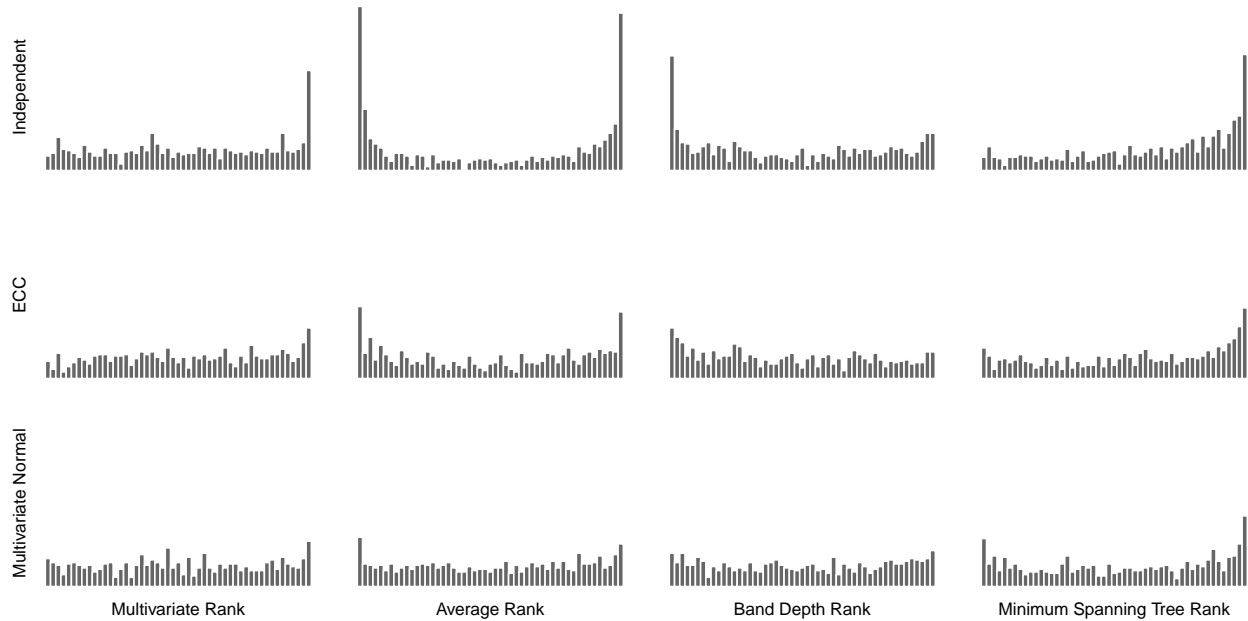 Independent
ECC
Multivariate Normal
Multivariate Rank
Average Rank
Band Depth Rank
Minimum Spanning Tree Rank